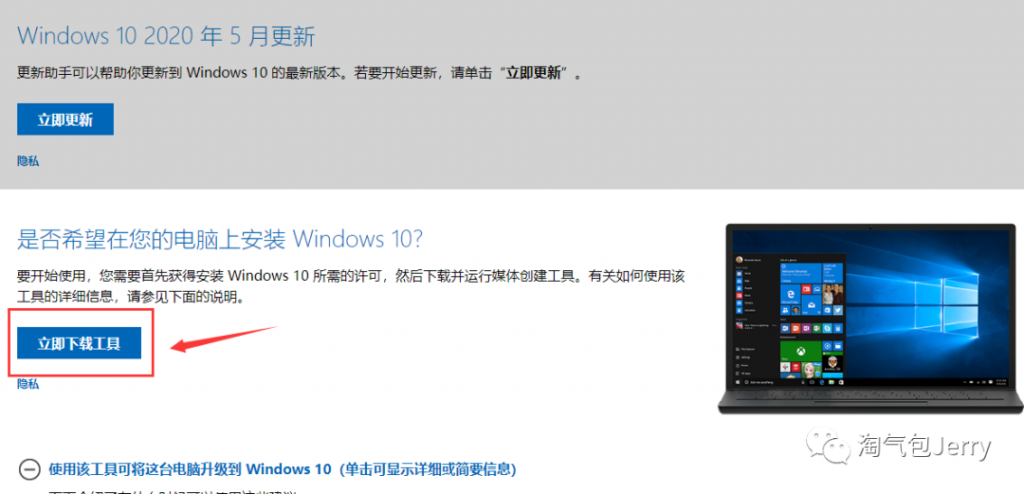 Windows 10 2020 年 5 月更新
更新助手可以帮助你更新到 Windows 10 的最新版本。若要开始更新，请单击“立即更新”。
立即更新
隐私
是否希望在您的电脑上安装 Windows 10?
要开始使用，您需要首先获得安装 Windows 10 所需的许可，然后下载并运行媒体创建工具。有关如何使用该
工具的详细信息，请参见下面的说明。
立即下载工具
隐私
淘气包Jerry
使用该工具可将这台电脑升级到 Windows 10（单击可显示详细或简要信息）